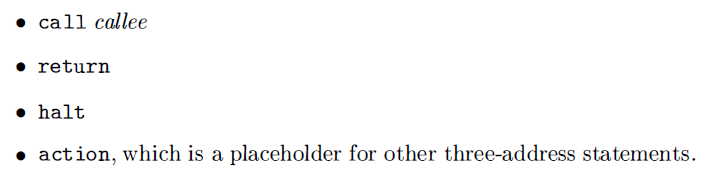 • call callee
• return
• halt
• action, which is a placeholder for other three-address statements.